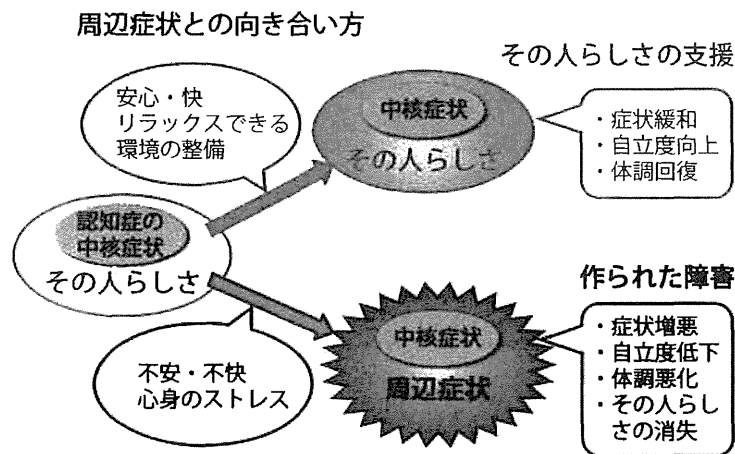 周辺症状との向き合い方
その人らしさの支援
安心・快
リラックスできる
環境の整備
中核症状
その人らしさ
・症状緩和
・自立度向上
・体調回復
認知症の
中核症状
その人らしさ
作られた障害
不安・不快
心身のストレス
中核症状
周辺症状
・症状増悪
・自立度低下
・体調悪化
・その人らし
さの消失